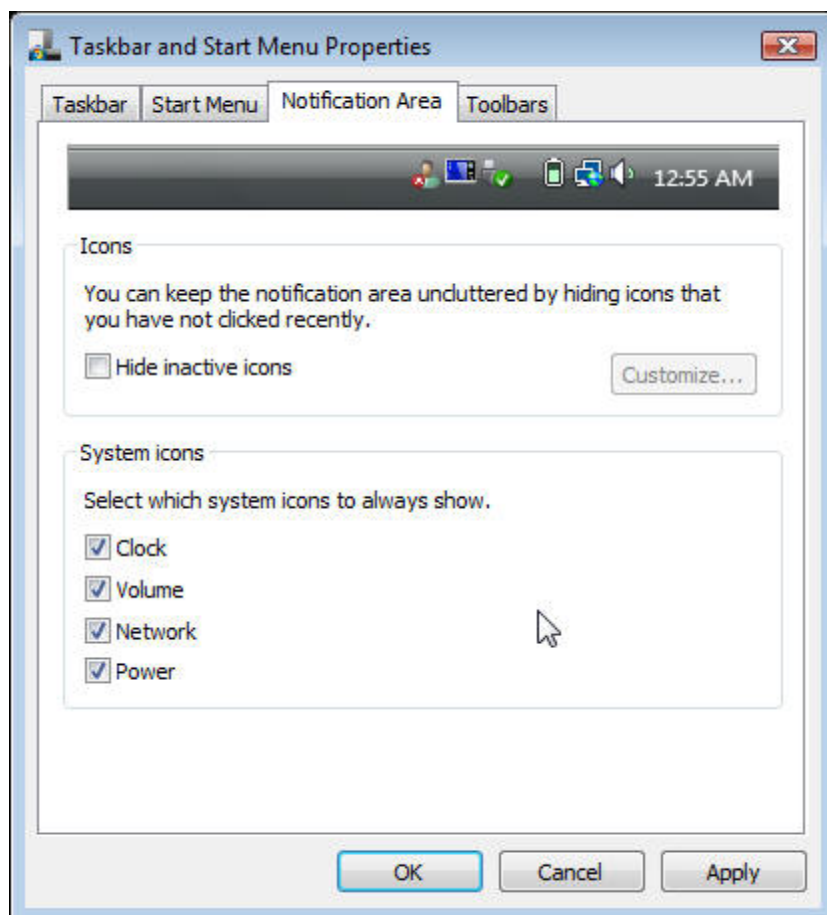 Taskbar and Start Menu Properties
Taskbar Start Menu Notification Area Toolbars
12:55 AM
Icons
You can keep the notification area uncluttered by hiding icons that
you have not clicked recently.
Hide inactive icons
Customize...
System icons
Select which system icons to always show.
Clock
Volume
Network
Power
OK Cancel Apply